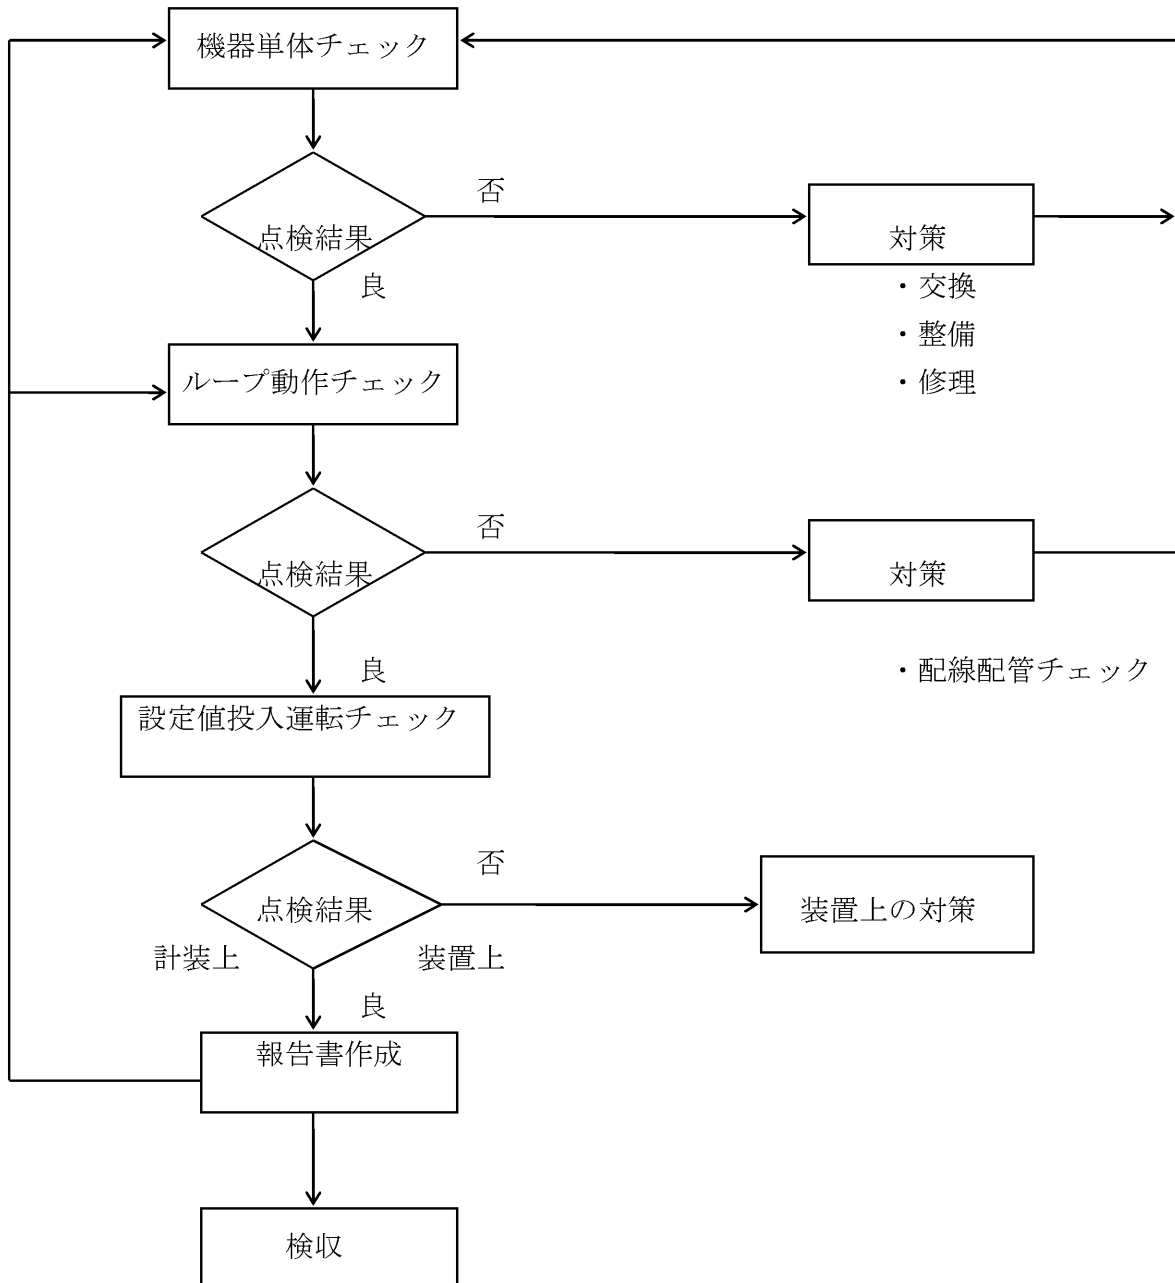 機器単体チェック
否
点検結果
対策
良
・交換
・整備
・修理
ループ動作チェック
否
点検結果
対策
良
・配線配管チェック
設定値投入運転チェック
否
点検結果
装置上の対策
計装上
装置上
良
報告書作成
検収